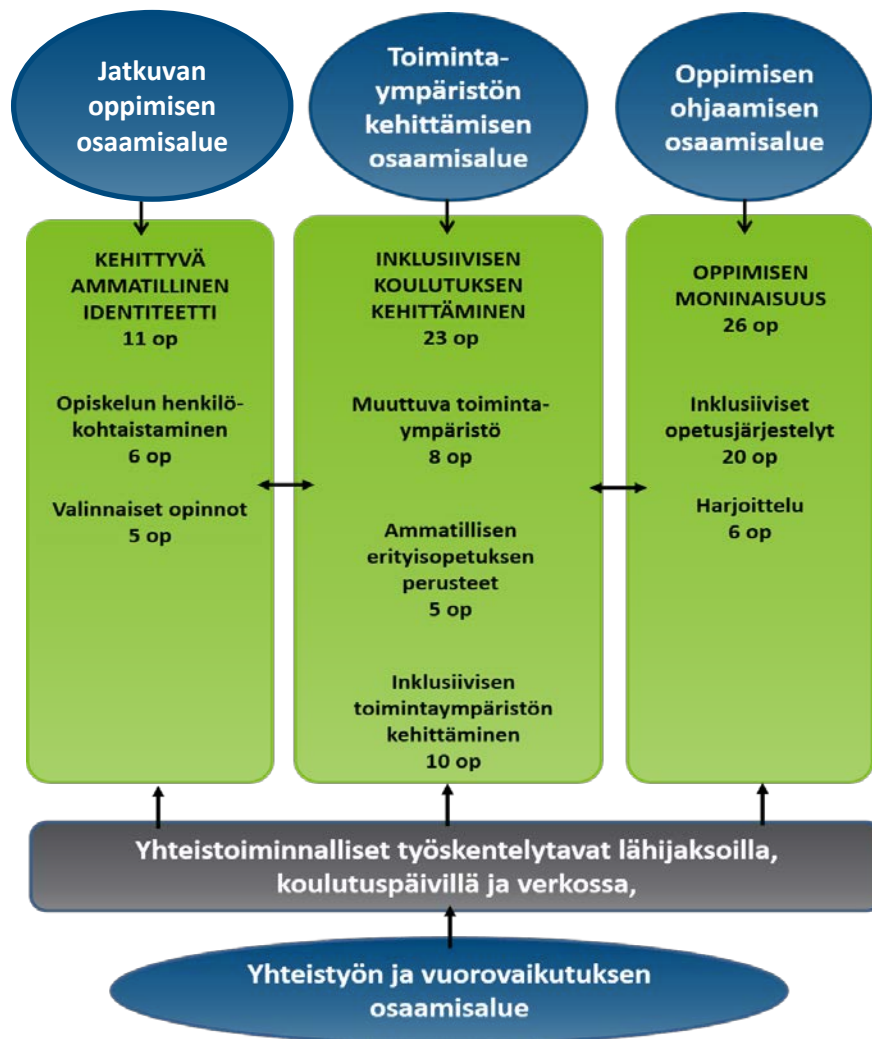 Jatkuvan
oppimisen
osaamisalue
Toiminta-
ympäristön
kehittämisen
osaamisalue
Oppimisen
ohjaamisen
osaamisalue
KEHITTYVÄ
AMMATILLINEN
IDENTITEETTI
11 op
Opiskelun henkilö-
kohtaistaminen
6 op
Valinnaiset opinnot
5 op
INKLUSIIVISEN
KOULUTUKSEN
KEHITTÄMINEN
23 op
Muuttuva toiminta-
ympäristö
8 op
Ammatillisen
erityisopetuksen
perusteet
5 op
Inklusiivisen
toimintaympäristön
kehittäminen
10 op
OPPIMISEN
MONINAISUUS
26 op
Inklusiiviset
opetusjärjestelyt
20 op
Harjoittelu
6 op
Yhteistoiminnalliset työskentelytavat lähijaksoilla,
koulutuspäivillä ja verkossa,
Yhteistyön ja vuorovaikutuksen
osaamisalue